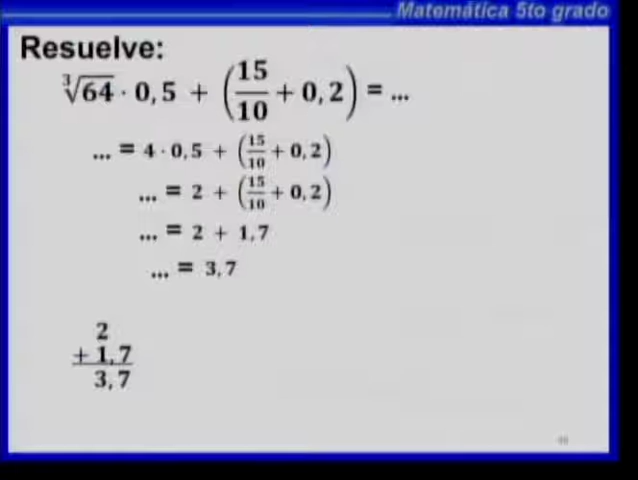 Matemática 5to grado
Resuelve:
∛64 · 0,5 + (15/10 + 0,2) = ...
... = 4 · 0,5 + (15/10 + 0,2)
... = 2 + (15/10 + 0,2)
... = 2 + 1,7
... = 3,7
2
+ 1,7
3,7